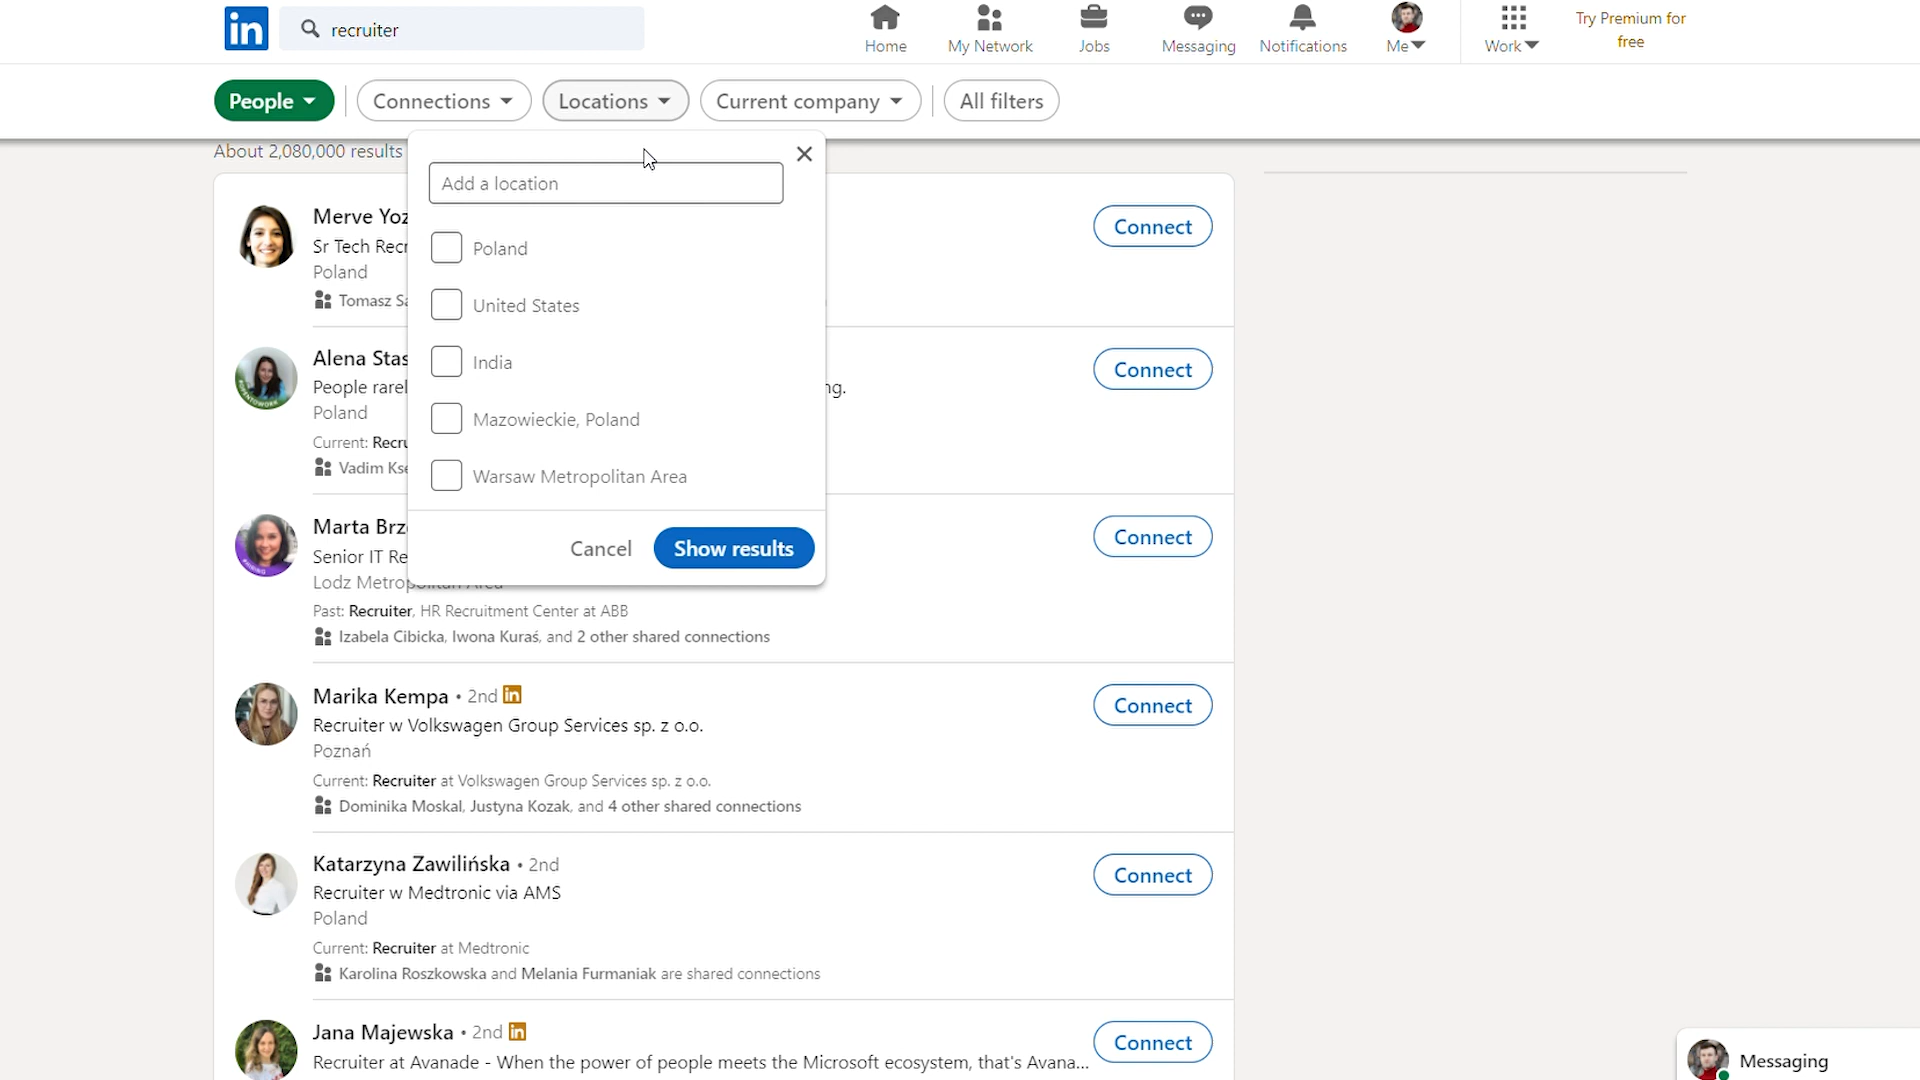 in
recruiter
Home
My Network
Jobs
Messaging
Notifications
Me
Work
Try Premium for
free
People
Connections
Locations
Current company
All filters
About 2,080,000 results
Add a location
Poland
United States
India
Mazowieckie, Poland
Warsaw Metropolitan Area
Cancel
Show results
Merve Yoz
Sr Tech Recr
Poland
Tomasz Sa
Connect
Alena Stas
People rarel
ng.
Poland
Current: Recru
Vadim Kse
Connect
Marta Brz
Senior IT Re
Lodz Metropolitan Area
Past: Recruiter, HR Recruitment Center at ABB
Izabela Cibicka, Iwona Kuraś, and 2 other shared connections
Connect
Marika Kempa • 2nd in
Recruiter w Volkswagen Group Services sp. z o.o.
Poznań
Current: Recruiter at Volkswagen Group Services sp. z o.o.
Dominika Moskal, Justyna Kozak, and 4 other shared connections
Connect
Katarzyna Zawilińska • 2nd
Recruiter w Medtronic via AMS
Poland
Current: Recruiter at Medtronic
Karolina Roszkowska and Melania Furmaniak are shared connections
Connect
Jana Majewska • 2nd in
Recruiter at Avanade - When the power of people meets the Microsoft ecosystem, that's Avana...
Connect
Messaging